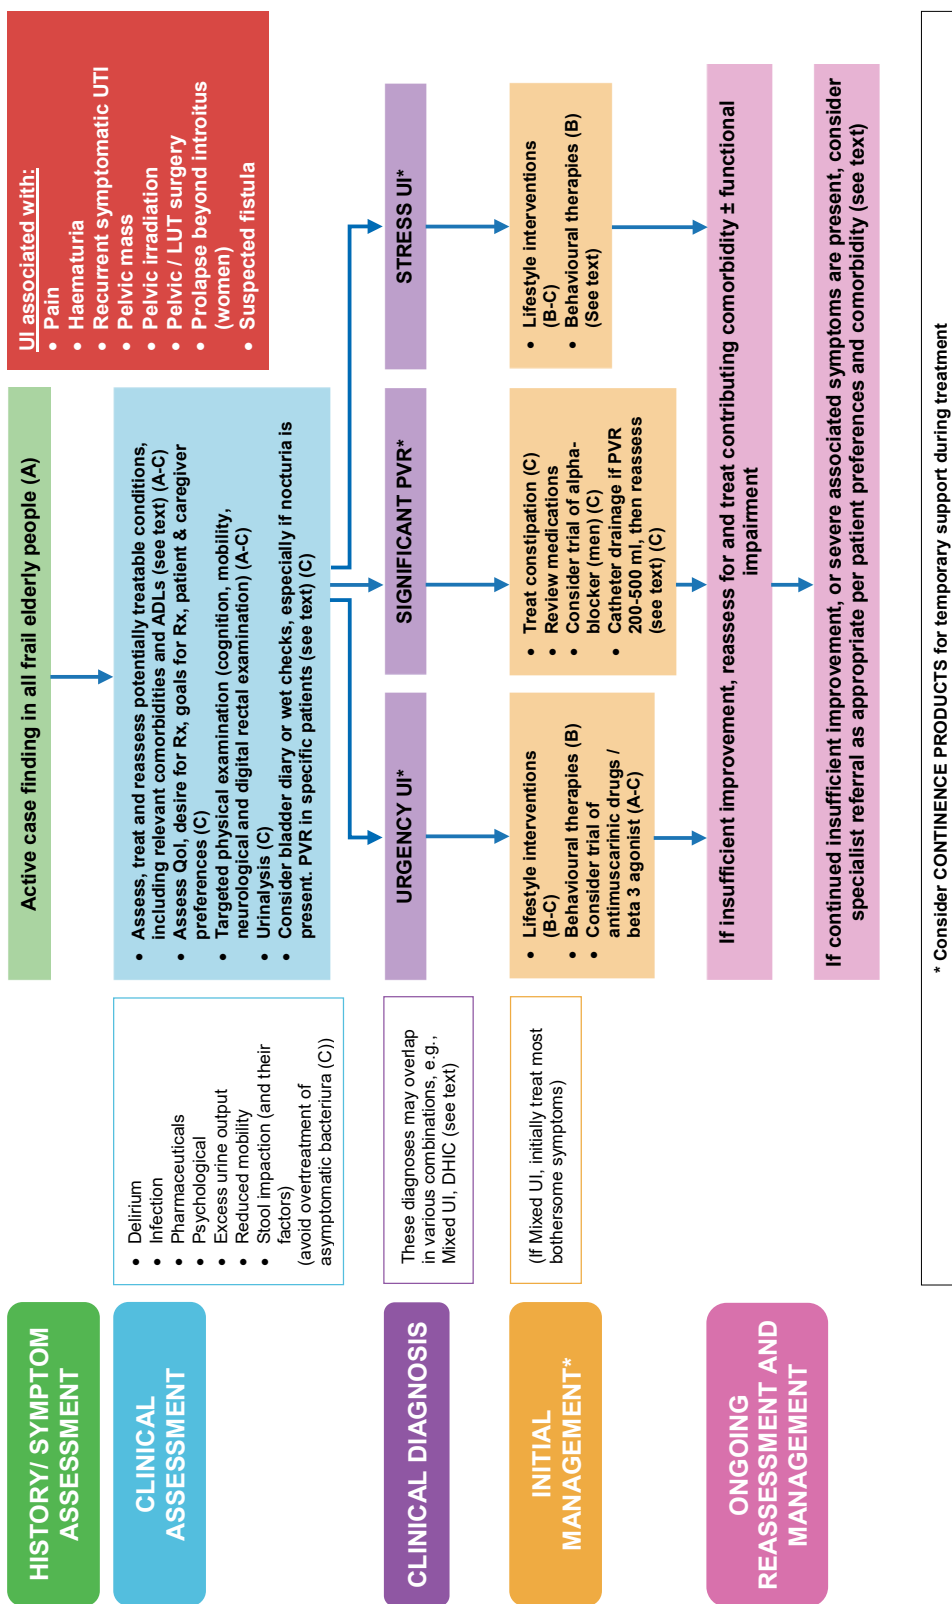 HISTORY/ SYMPTOM
ASSESSMENT
Active case finding in all frail elderly people (A)
UI associated with:
• Pain
• Haematuria
• Recurrent symptomatic UTI
• Pelvic mass
• Pelvic irradiation
• Pelvic / LUT surgery
• Prolapse beyond introitus
(women)
• Suspected fistula
CLINICAL
ASSESSMENT
• Delirium
• Infection
• Pharmaceuticals
• Psychological
• Excess urine output
• Reduced mobility
• Stool impaction (and their
factors)
(avoid overtreatment of
asymptomatic bacteriura (C))
• Assess, treat and reassess potentially treatable conditions,
including relevant comorbidities and ADLs (see text) (A-C)
• Assess QoI, desire for Rx, goals for Rx, patient & caregiver
preferences (C)
• Targeted physical examination (cognition, mobility,
neurological and digital rectal examination) (A-C)
• Urinalysis (C)
• Consider bladder diary or wet checks, especially if nocturia is
present. PVR in specific patients (see text) (C)
CLINICAL DIAGNOSIS
These diagnoses may overlap
in various combinations, e.g.,
Mixed UI, DHIC (see text)
URGENCY UI*
SIGNIFICANT PVR*
STRESS UI*
INITIAL
MANAGEMENT*
(If Mixed UI, initially treat most
bothersome symptoms)
• Lifestyle interventions
(B-C)
• Behavioural therapies (B)
• Consider trial of
antimuscarinic drugs /
beta 3 agonist (A-C)
• Treat constipation (C)
• Review medications
• Consider trial of alpha-
blocker (men) (C)
• Catheter drainage if PVR
200-500 ml, then reassess
(see text) (C)
• Lifestyle interventions
(B-C)
• Behavioural therapies (B)
(See text)
ONGOING
REASSESSMENT AND
MANAGEMENT
If insufficient improvement, reassess for and treat contributing comorbidity ± functional
impairment
If continued insufficient improvement, or severe associated symptoms are present, consider
specialist referral as appropriate per patient preferences and comorbidity (see text)
* Consider CONTINENCE PRODUCTS for temporary support during treatment